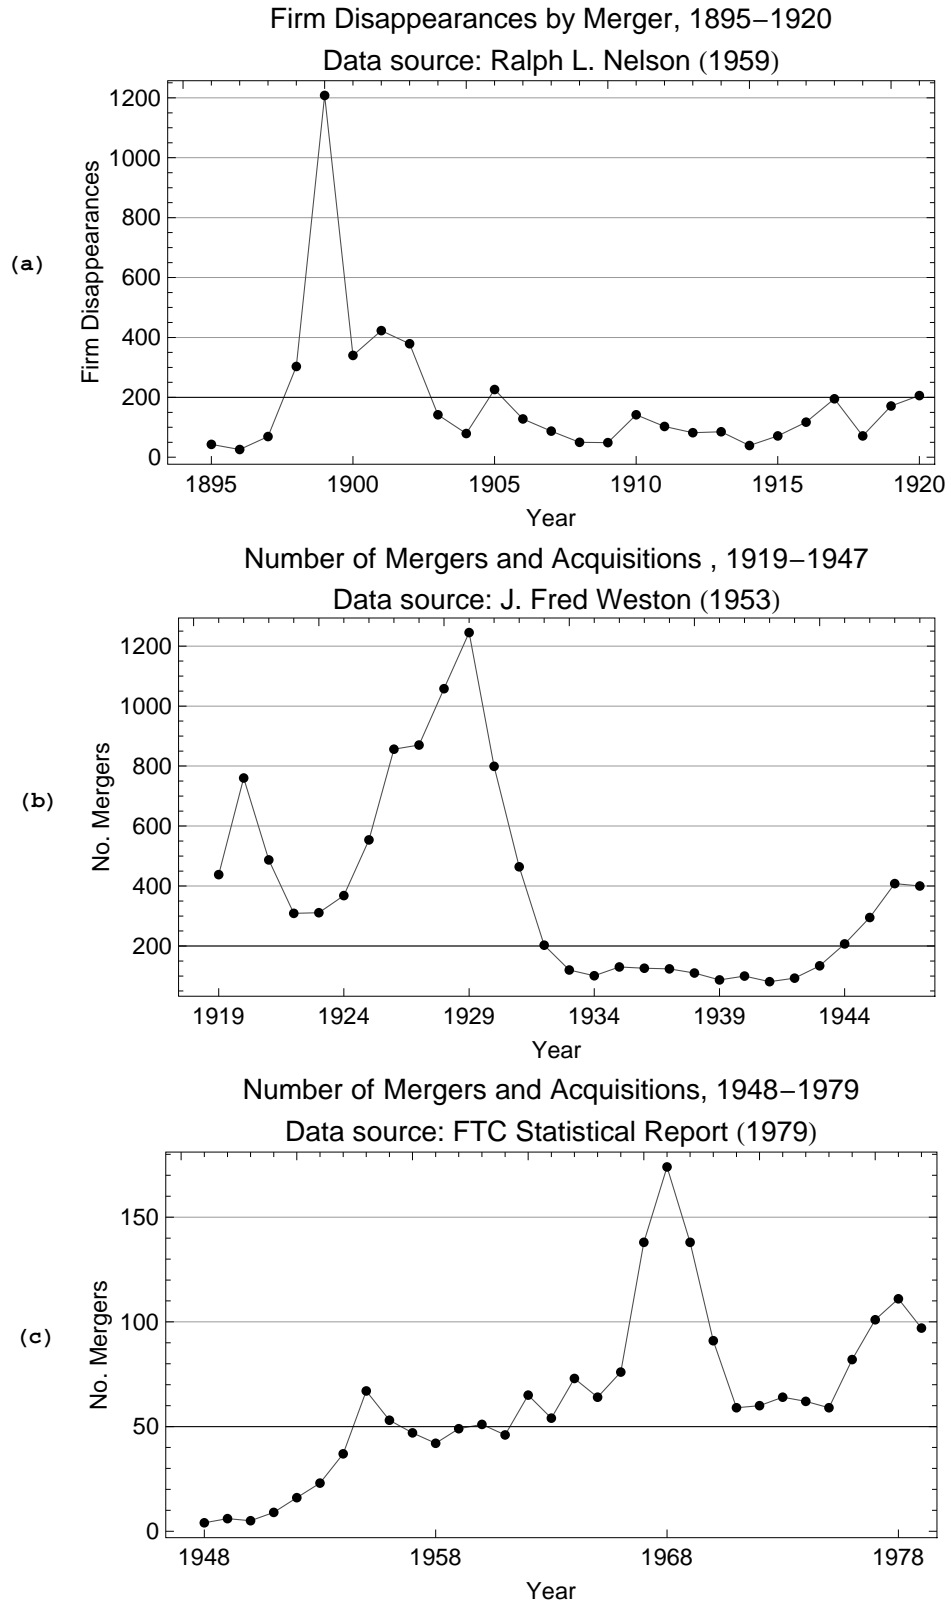 Firm Disappearances by Merger, 1895−1920
Data source: Ralph L. Nelson (1959)
(a)
Firm Disappearances
1200
1000
800
600
400
200
0
1895 1900 1905 1910 1915 1920
Year
Number of Mergers and Acquisitions , 1919−1947
Data source: J. Fred Weston (1953)
(b)
No. Mergers
1200
1000
800
600
400
200
1919 1924 1929 1934 1939 1944
Year
Number of Mergers and Acquisitions, 1948−1979
Data source: FTC Statistical Report (1979)
(c)
No. Mergers
150
100
50
0
1948 1958 1968 1978
Year